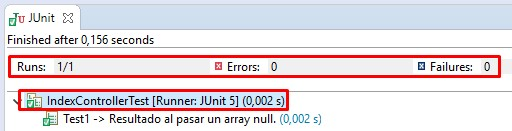 JUnit
Finished after 0,156 seconds
Runs: 1/1 Errors: 0 Failures: 0
IndexControllerTest [Runner: JUnit 5] (0,002 s)
Test1 -> Resultado al pasar un array null. (0,002 s)